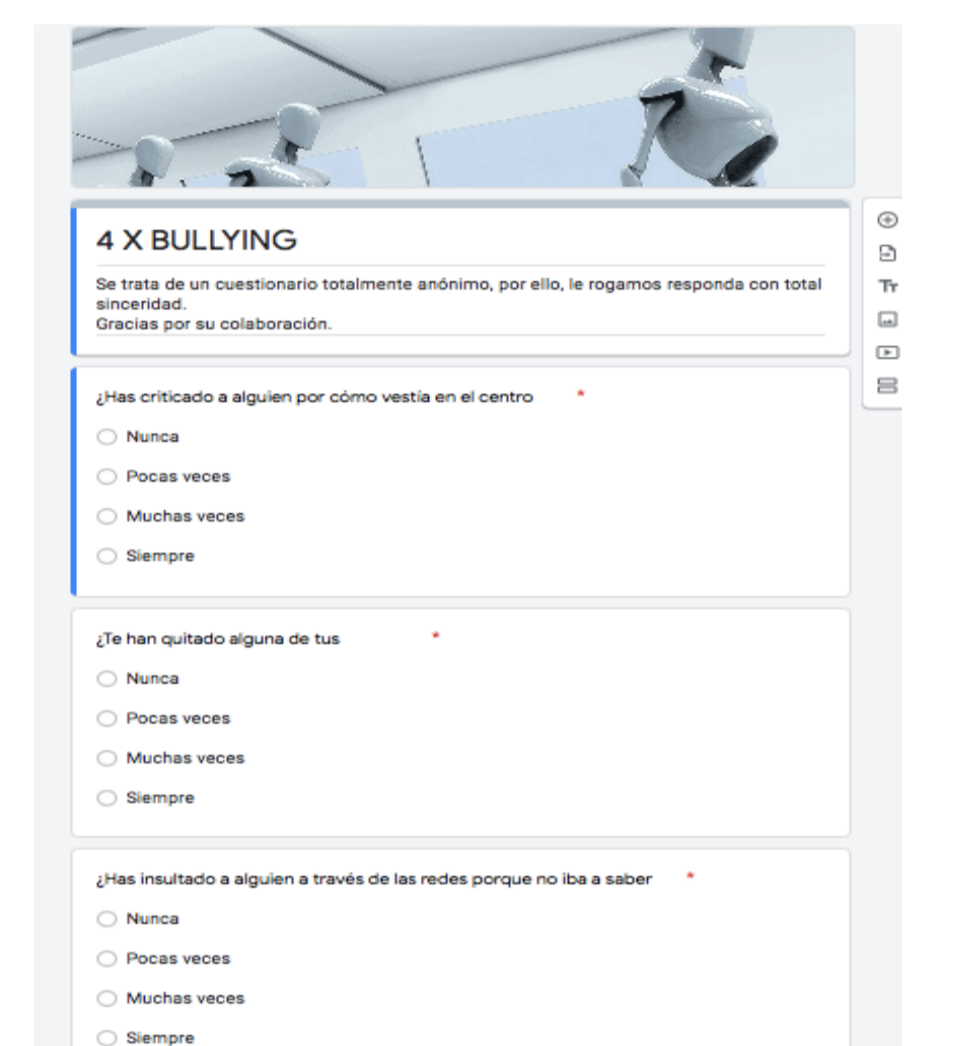 4 X BULLYING
Se trata de un cuestionario totalmente anónimo, por ello, le rogamos responda con total
sinceridad.
Gracias por su colaboración.
¿Has criticado a alguien por cómo vestía en el centro *
Nunca
Pocas veces
Muchas veces
Siempre
¿Te han quitado alguna de tus *
Nunca
Pocas veces
Muchas veces
Siempre
¿Has insultado a alguien a través de las redes porque no iba a saber *
Nunca
Pocas veces
Muchas veces
Siempre
Tт